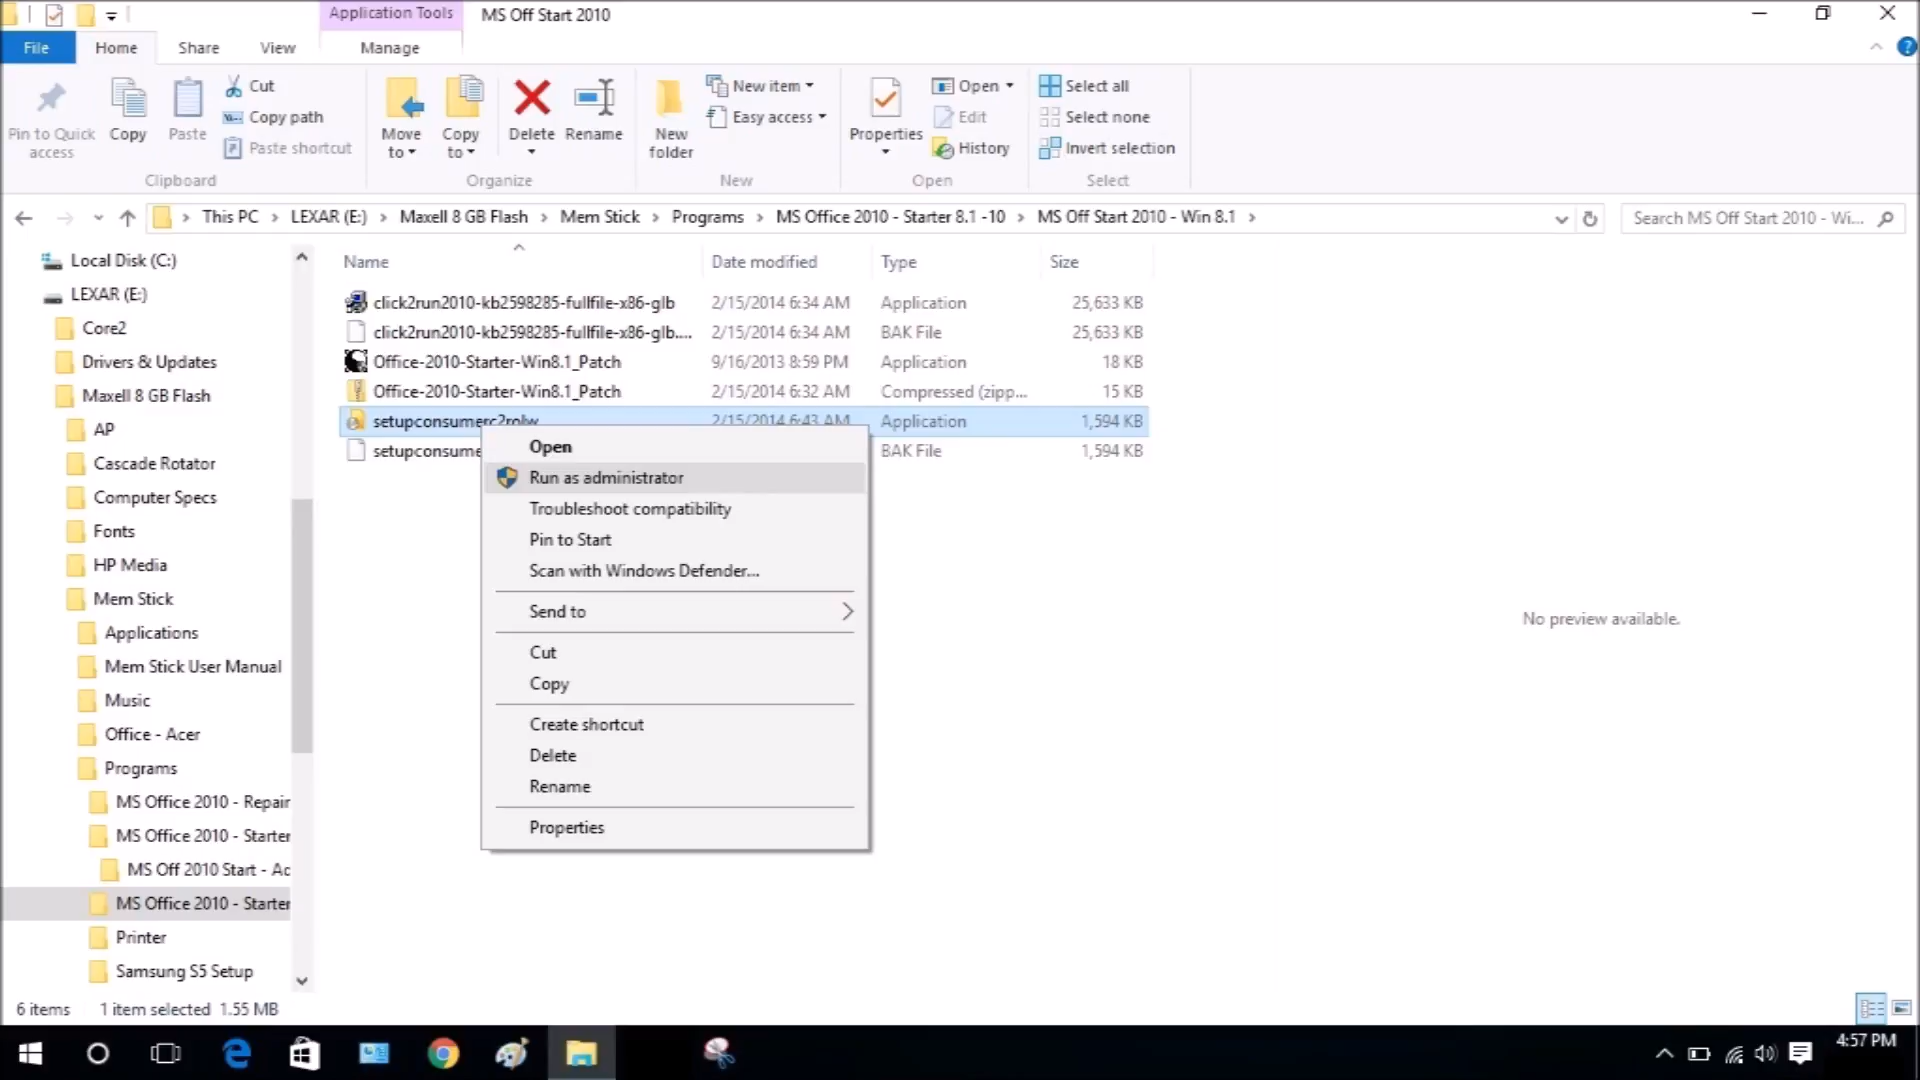 Application Tools
MS Off Start 2010
File
Home
Share
View
Manage
Pin to Quick access
Copy
Paste
Cut
Copy path
Paste shortcut
Clipboard
Move to
Copy to
Delete
Rename
Organize
New folder
New item
Easy access
New
Properties
Open
Edit
History
Open
Select all
Select none
Invert selection
Select
This PC > LEXAR (E:) > Maxell 8 GB Flash > Mem Stick > Programs > MS Office 2010 - Starter 8.1 -10 > MS Off Start 2010 - Win 8.1 >
Search MS Off Start 2010 - Wi...
Local Disk (C:)
LEXAR (E:)
Core2
Drivers & Updates
Maxell 8 GB Flash
AP
Cascade Rotator
Computer Specs
Fonts
HP Media
Mem Stick
Applications
Mem Stick User Manual
Music
Office - Acer
Programs
MS Office 2010 - Repair
MS Office 2010 - Starter
MS Off 2010 Start - Ac
MS Office 2010 - Starter
Printer
Samsung S5 Setup
Name Date modified Type Size
click2run2010-kb2598285-fullfile-x86-glb 2/15/2014 6:34 AM Application 25,633 KB
click2run2010-kb2598285-fullfile-x86-glb.... 2/15/2014 6:34 AM BAK File 25,633 KB
Office-2010-Starter-Win8.1_Patch 9/16/2013 8:59 PM Application 18 KB
Office-2010-Starter-Win8.1_Patch 2/15/2014 6:32 AM Compressed (zipp... 15 KB
setupconsumerc2rolw 2/15/2014 6:43 AM Application 1,594 KB
setupconsume BAK File 1,594 KB
Open
Run as administrator
Troubleshoot compatibility
Pin to Start
Scan with Windows Defender...
Send to
Cut
Copy
Create shortcut
Delete
Rename
Properties
No preview available.
6 items 1 item selected 1.55 MB
4:57 PM